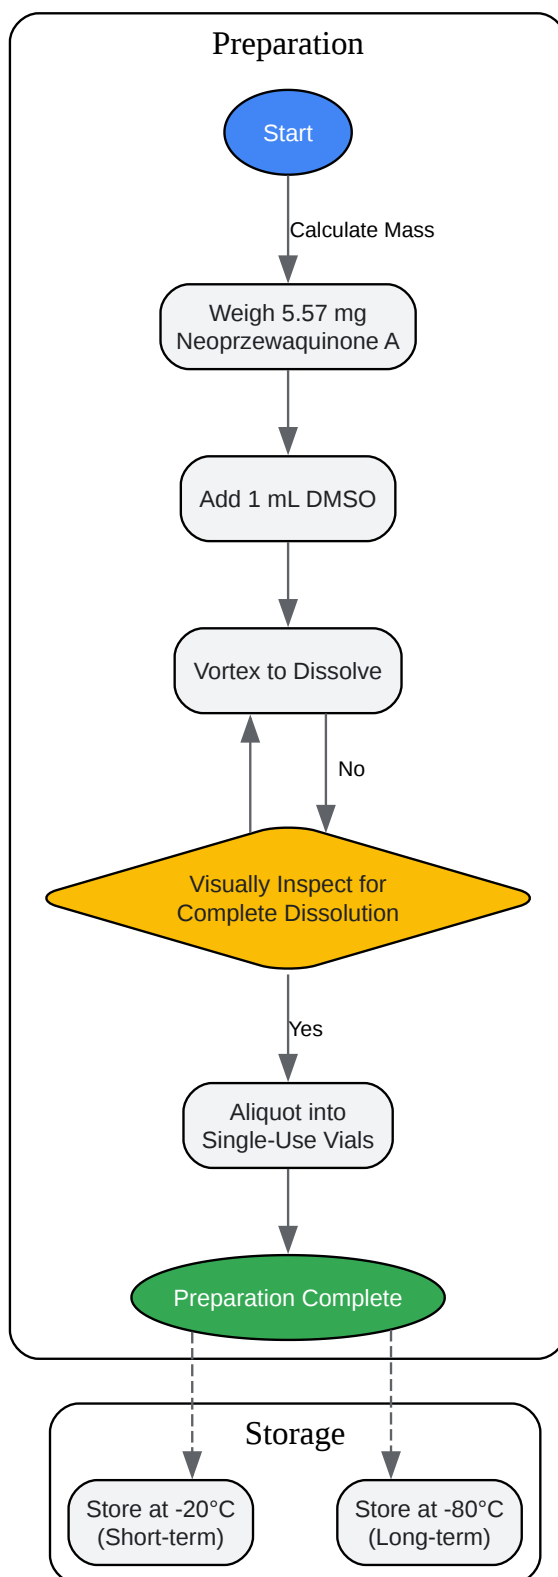 Preparation
Start
Calculate Mass
Weigh 5.57 mg
Neoprzewaquinone A
Add 1 mL DMSO
Vortex to Dissolve
No
Visually Inspect for
Complete Dissolution
Yes
Aliquot into
Single-Use Vials
Preparation Complete
Storage
Store at -20°C
(Short-term)
Store at -80°C
(Long-term)